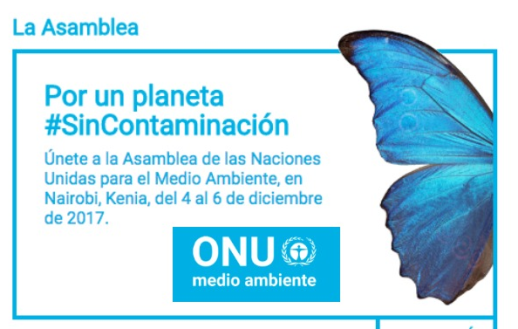 La Asamblea
Por un planeta
#SinContaminación
Únete a la Asamblea de las Naciones
Unidas para el Medio Ambiente, en
Nairobi, Kenia, del 4 al 6 de diciembre
de 2017.
ONU
medio ambiente